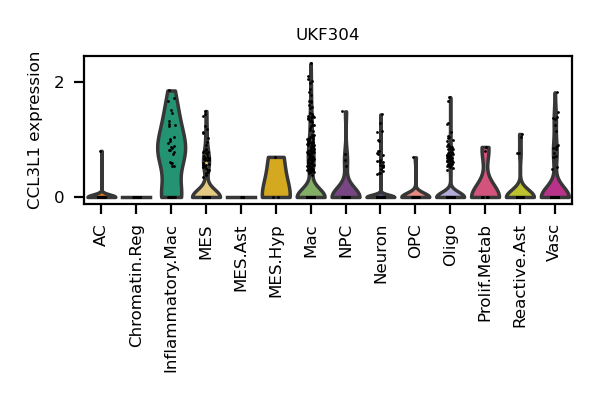 UKF304
CCL3L1 expression
2
0
AC
Chromatin.Reg
Inflammatory.Mac
MES
MES.Ast
MES.Hyp
Mac
NPC
Neuron
OPC
Oligo
Prolif.Metab
Reactive.Ast
Vasc